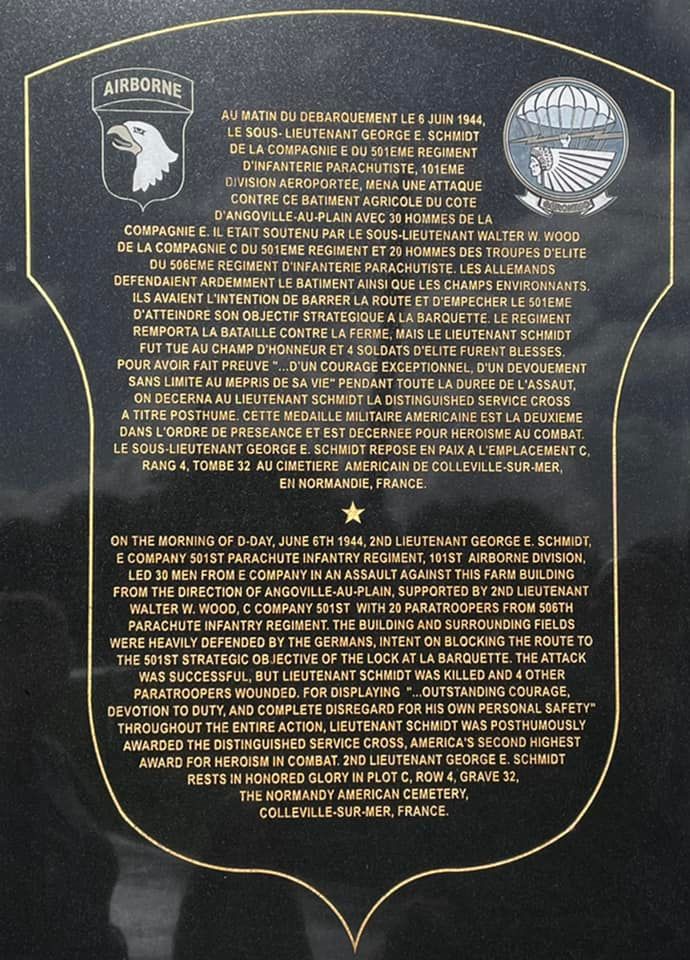 AIRBORNE
AU MATIN DU DEBARQUEMENT LE 6 JUIN 1944,
LE SOUS- LIEUTENANT GEORGE E. SCHMIDT
DE LA COMPAGNIE E DU 501EME REGIMENT
D'INFANTERIE PARACHUTISTE, 101EME
DIVISION AEROPORTEE, MENA UNE ATTAQUE
CONTRE CE BATIMENT AGRICOLE DU COTE
D'ANGOVILLE-AU-PLAIN AVEC 30 HOMMES DE LA
COMPAGNIE E. IL ETAIT SOUTENU PAR LE SOUS-LIEUTENANT WALTER W. WOOD
DE LA COMPAGNIE C DU 501EME REGIMENT ET 20 HOMMES DES TROUPES D'ELITE
DU 506EME REGIMENT D'INFANTERIE PARACHUTISTE. LES ALLEMANDS
DEFENDAIENT ARDEMMENT LE BATIMENT AINSI QUE LES CHAMPS ENVIRONNANTS.
ILS AVAIENT L'INTENTION DE BARRER LA ROUTE ET D'EMPECHER LE 501EME
D'ATTEINDRE SON OBJECTIF STRATEGIQUE A LA BARQUETTE. LE REGIMENT
REMPORTA LA BATAILLE CONTRE LA FERME, MAIS LE LIEUTENANT SCHMIDT
FUT TUE AU CHAMP D'HONNEUR ET 4 SOLDATS D'ELITE FURENT BLESSES.
POUR AVOIR FAIT PREUVE "...D'UN COURAGE EXCEPTIONNEL, D'UN DEVOUEMENT
SANS LIMITE AU MEPRIS DE SA VIE" PENDANT TOUTE LA DUREE DE L'ASSAUT,
ON DECERNA AU LIEUTENANT SCHMIDT LA DISTINGUISHED SERVICE CROSS
A TITRE POSTHUME. CETTE MEDAILLE MILITAIRE AMERICAINE EST LA DEUXIEME
DANS L'ORDRE DE PRESEANCE ET EST DECERNEE POUR HEROISME AU COMBAT.
LE SOUS-LIEUTENANT GEORGE E. SCHMIDT REPOSE EN PAIX A L'EMPLACEMENT C,
RANG 4, TOMBE 32 AU CIMETIERE AMERICAIN DE COLLEVILLE-SUR-MER,
EN NORMANDIE, FRANCE.
ON THE MORNING OF D-DAY, JUNE 6TH 1944, 2ND LIEUTENANT GEORGE E. SCHMIDT,
E COMPANY 501ST PARACHUTE INFANTRY REGIMENT, 101ST AIRBORNE DIVISION,
LED 30 MEN FROM E COMPANY IN AN ASSAULT AGAINST THIS FARM BUILDING
FROM THE DIRECTION OF ANGOVILLE-AU-PLAIN, SUPPORTED BY 2ND LIEUTENANT
WALTER W. WOOD, C COMPANY 501ST WITH 20 PARATROOPERS FROM 506TH
PARACHUTE INFANTRY REGIMENT. THE BUILDING AND SURROUNDING FIELDS
WERE HEAVILY DEFENDED BY THE GERMANS, INTENT ON BLOCKING THE ROUTE TO
THE 501ST STRATEGIC OBJECTIVE OF THE LOCK AT LA BARQUETTE. THE ATTACK
WAS SUCCESSFUL, BUT LIEUTENANT SCHMIDT WAS KILLED AND 4 OTHER
PARATROOPERS WOUNDED. FOR DISPLAYING "...OUTSTANDING COURAGE,
DEVOTION TO DUTY, AND COMPLETE DISREGARD FOR HIS OWN PERSONAL SAFETY"
THROUGHOUT THE ENTIRE ACTION, LIEUTENANT SCHMIDT WAS POSTHUMOUSLY
AWARDED THE DISTINGUISHED SERVICE CROSS, AMERICA'S SECOND HIGHEST
AWARD FOR HEROISM IN COMBAT. 2ND LIEUTENANT GEORGE E. SCHMIDT
RESTS IN HONORED GLORY IN PLOT C, ROW 4, GRAVE 32,
THE NORMANDY AMERICAN CEMETERY,
COLLEVILLE-SUR-MER, FRANCE.